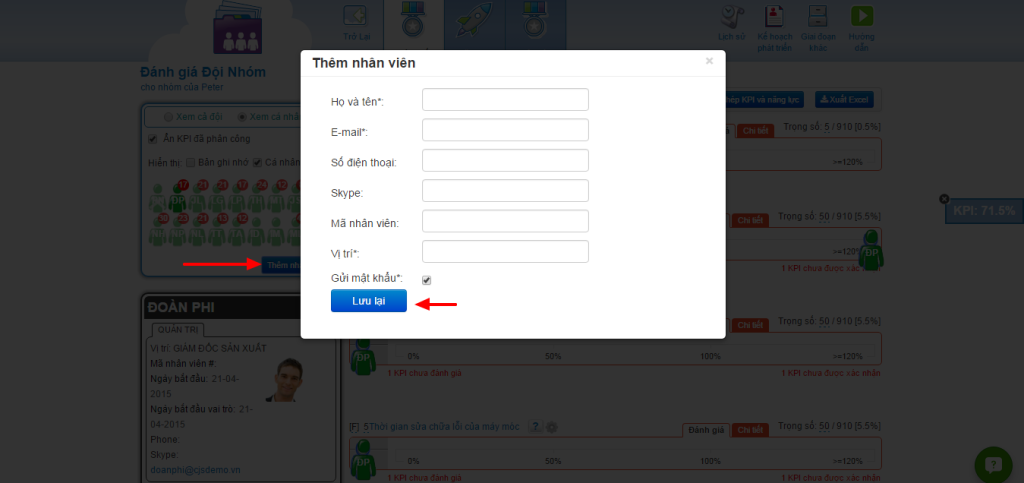 Trở Lại
Lịch sử
Kế hoạch phát triển
Giai đoạn khác
Hướng dẫn
Đánh giá Đội Nhóm
cho nhóm của Peter
Xem cả đội
Xem cá nhân
Ẩn KPI đã phân công
Hiển thị:
Bản ghi nhớ
Cá nhân
Thêm nhân viên
×
Họ và tên*:
E-mail*:
Số điện thoại:
Skype:
Mã nhân viên:
Vị trí*:
Gửi mật khẩu*:
Lưu lại
KPI và năng lực
Xuất Excel
Chi tiết
Trọng số: 5 / 910 [0.5%]
>=120%
Chi tiết
Trọng số: 50 / 910 [5.5%]
>=120%
ĐP
1 KPI chưa được xác
KPI: 71.5%
Chi tiết
Trọng số: 50 / 910 [5.5%]
ĐP
0%
50%
100%
>=120%
1 KPI chưa đánh giá
1 KPI chưa được xác nhận
ĐOÀN PHI
QUẢN TRỊ
Vị trí: GIÁM ĐỐC SẢN XUẤT
Mã nhân viên #:
Ngày bắt đầu: 21-04-
2015
Ngày bắt đầu vai trò: 21-
04-2015
Phone:
Skype:
doanphi@cjsdemo.vn
5 Thời gian sửa chữa lỗi của máy móc
?
Đánh giá
Chi tiết
Trọng số: 50 / 910 [5.5%]
ĐP
0%
50%
100%
>=120%
1 KPI chưa đánh giá
1 KPI chưa được xác nhận